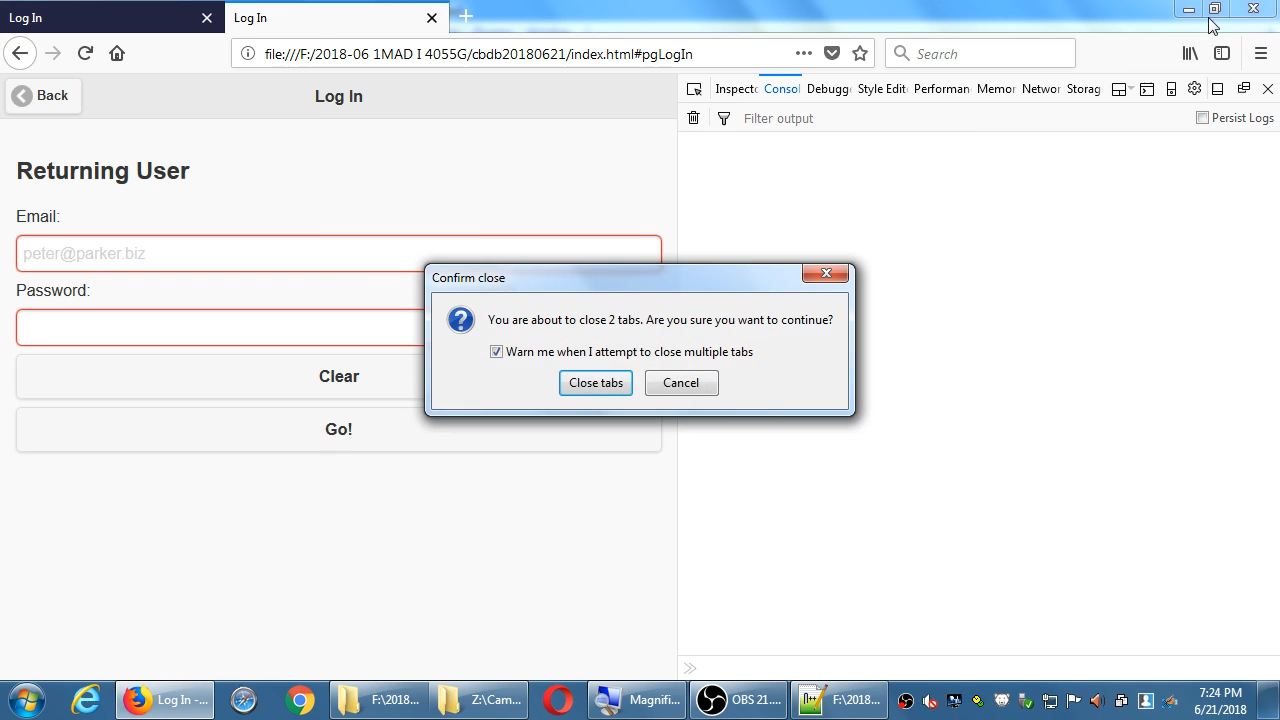 Log In
Log In
file:///F:/2018-06 1MAD I 4055G/cbdb20180621/index.html#pgLogIn
Search
Back
Log In
Inspect
Consol
Debugg
Style Edit
Performan
Memor
Networ
Storag
Filter output
Persist Logs
Returning User
Email:
peter@parker.biz
Password:
Clear
Go!
Confirm close
You are about to close 2 tabs. Are you sure you want to continue?
Warn me when I attempt to close multiple tabs
Close tabs
Cancel
Log In -...
F:\2018...
Z:\Cam...
Magnifi...
OBS 21....
F:\2018...
7:24 PM
6/21/2018